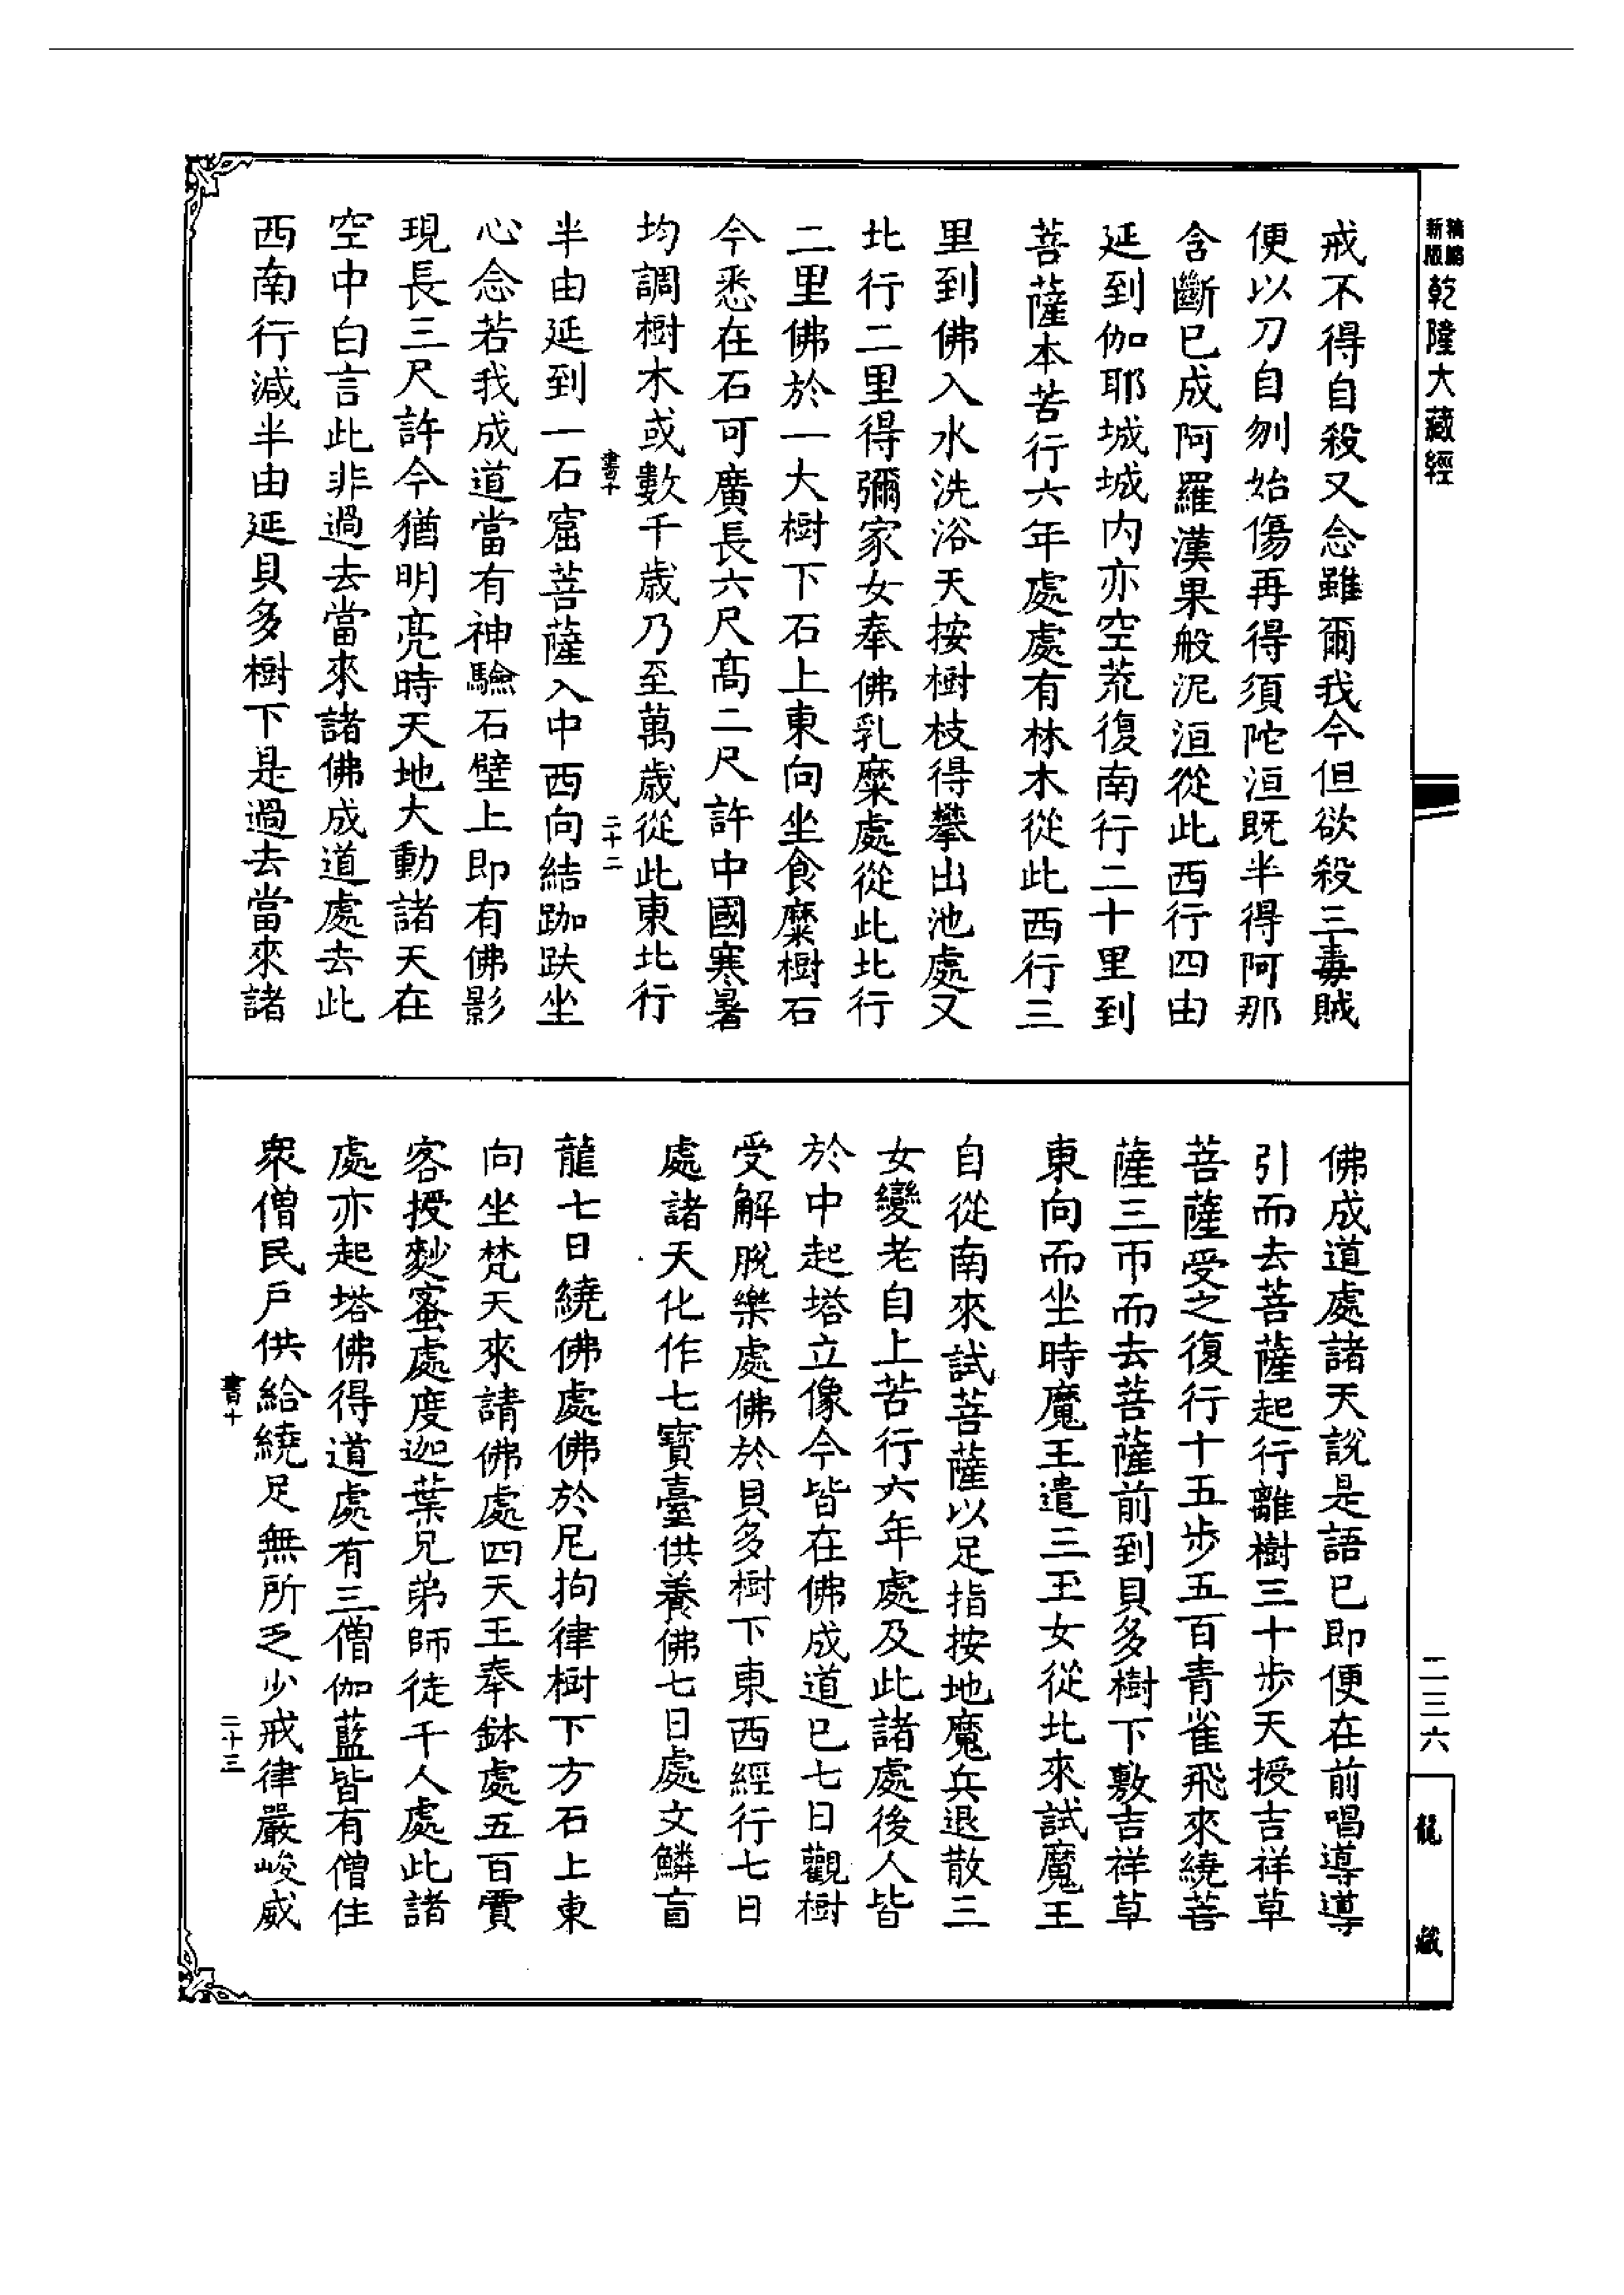 新版
乾隆大藏經
戒不得自殺又念雖爾我今但欲殺三毒賊
便以刀自刎始傷再得須陀洹既半得阿那
含斷已成阿羅漢果般泥洹從此西行四由
延到伽耶城城内亦空荒復南行二十里到
菩薩本苦行六年處處有林木從此西行三
里到佛入水洗浴天按樹枝得攀出池處又
北行二里得彌家女奉佛乳糜處從此北行
二里佛於一大樹下石上東向坐食糜樹石
今悉在石可廣長六尺高二尺許中國寒暑
均調樹木或數千歲乃至萬歲從此東北行
書十
二十二
半由延到一石窟菩薩入中西向結跏趺坐
心念若我成道當有神驗石壁上即有佛影
現長三尺許今猶明亮時天地大動諸天在
空中白言此非過去當來諸佛成道處去此
西南行減半由延貝多樹下是過去當來諸
佛成道處諸天說是語已即便在前唱導導
引而去菩薩起行離樹三十步天授吉祥草
菩薩受之復行十五步五百青雀飛來繞菩
薩三帀而去菩薩前到貝多樹下敷吉祥草
東向而坐時魔王遣三玉女從北來試魔王
自從南來試菩薩以足指按地魔兵退散三
女變老自上苦行六年處及此諸處後人皆
於中起塔立像今皆在佛成道已七日觀樹
受解脫樂處佛於貝多樹下東西經行七日
處諸天化作七寶臺供養佛七日處文鱗盲
龍七日繞佛處佛於尼拘律樹下方石上東
向坐梵天來請佛處四天王奉鉢處五百賈
客授麨蜜處度迦葉兄弟師徒千人處此諸
處亦起塔佛得道處有三僧伽藍皆有僧住
衆僧民戶供給繞足無所乏少戒律嚴峻威
書十
二十三
二三六
龍藏